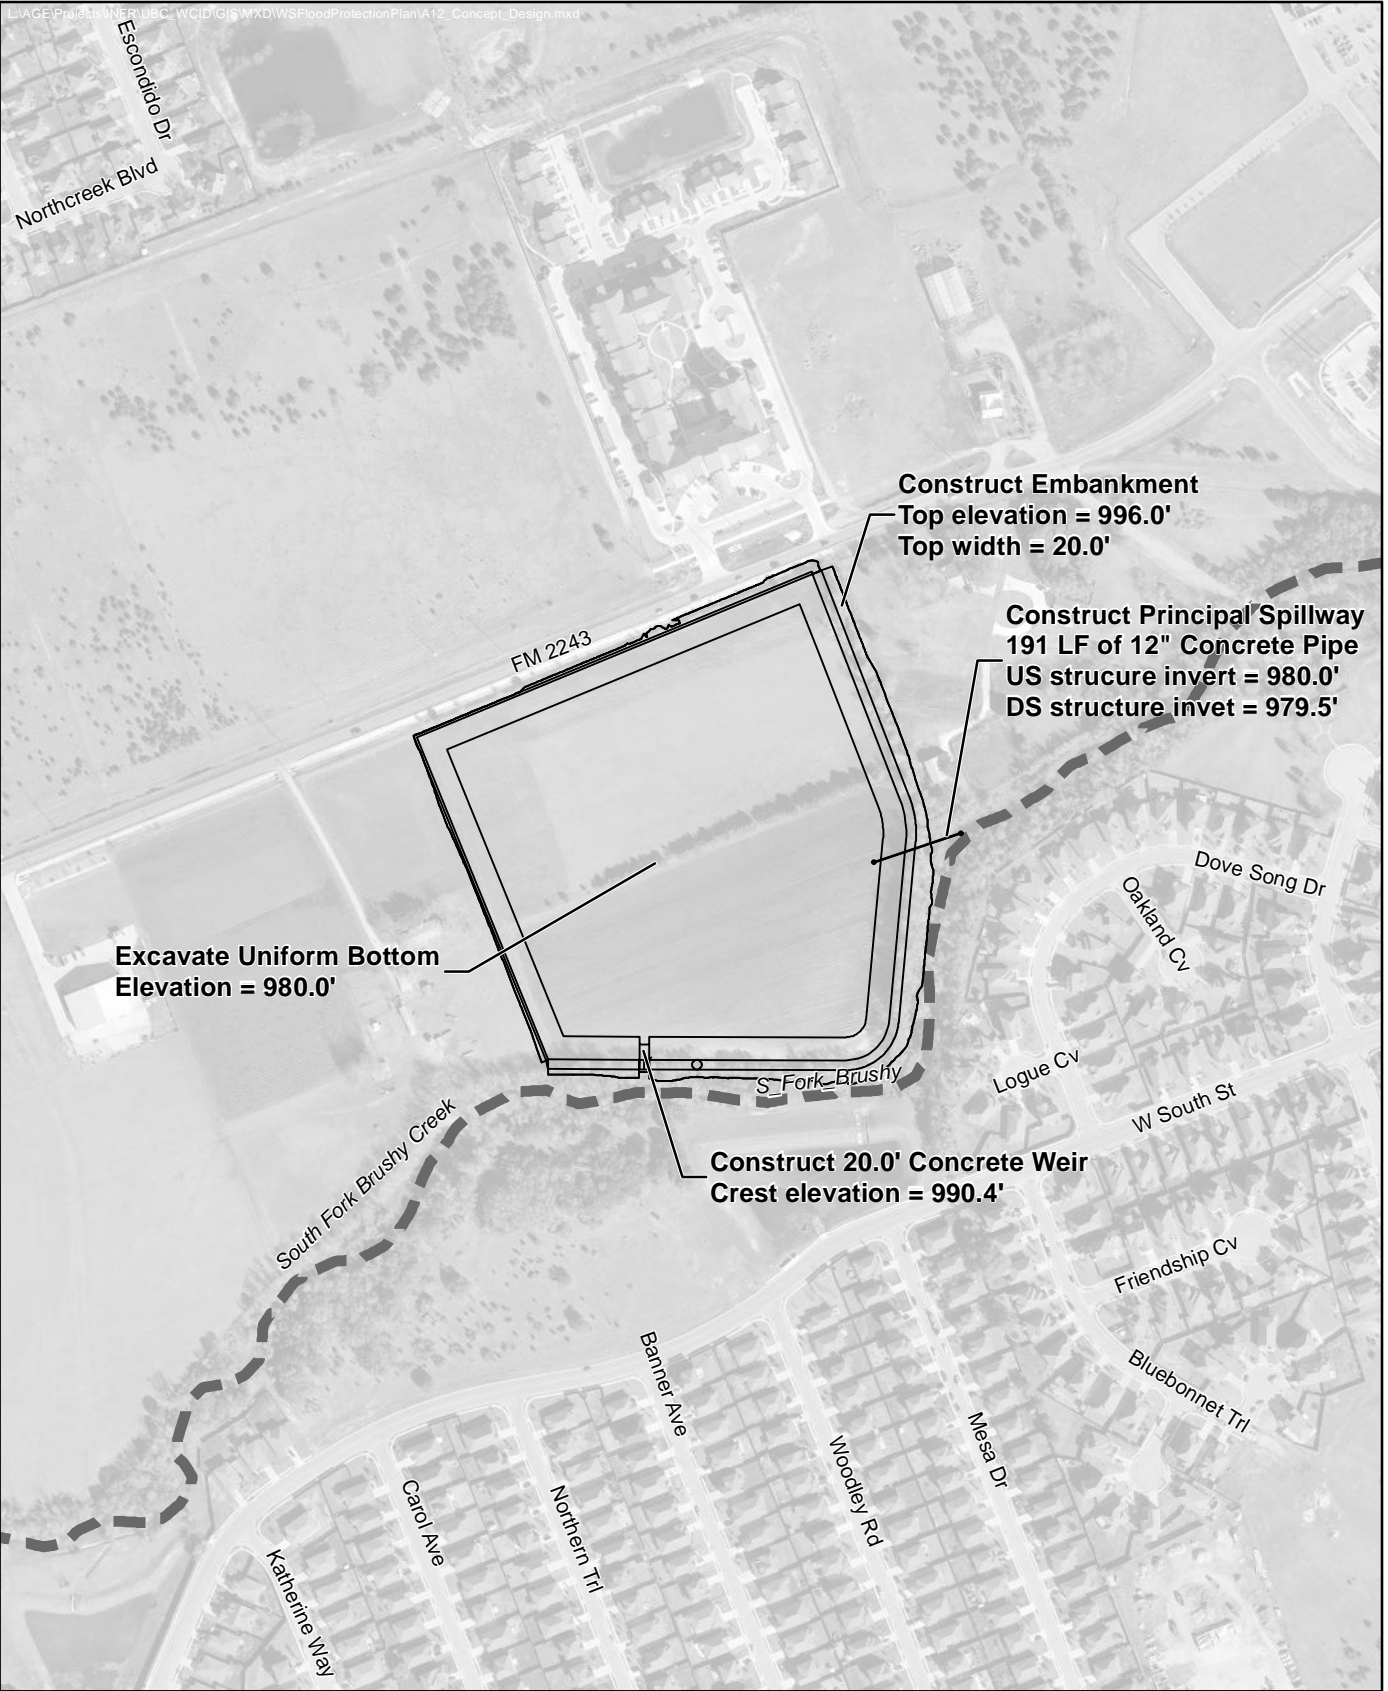 L:\AGE\Projects\INFR\UBC_WCID\GIS\MXD\WSFloodProtectionPlan\A12_Concept_Design.mxd
Escondido Dr
Northcreek Blvd
Construct Embankment
Top elevation = 996.0'
Top width = 20.0'
Construct Principal Spillway
191 LF of 12" Concrete Pipe
US strucure invert = 980.0'
DS structure invet = 979.5'
FM 2243
Dove Song Dr
Oakland Cv
Excavate Uniform Bottom
Elevation = 980.0'
Logue Cv
S_Fork_Brushy
W South St
South Fork Brushy Creek
Construct 20.0' Concrete Weir
Crest elevation = 990.4'
Friendship Cv
Bluebonnet Trl
Banner Ave
Mesa Dr
Woodley Rd
Carol Ave
Northern Trl
Katherine Way